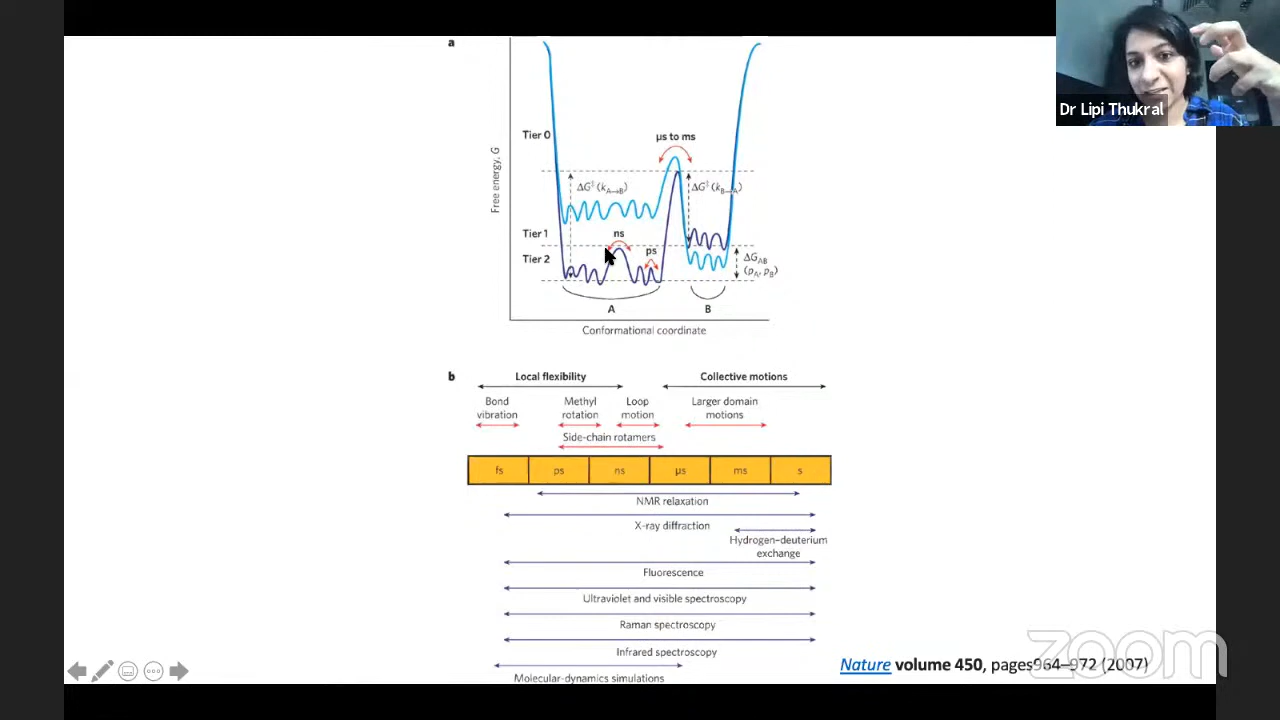 Dr Lipi Thukral
a
Free energy, G
Tier 0
Tier 1
Tier 2
µs to ms
ΔG‡ (kA→B)
ΔG‡ (kB→A)
ns
ps
ΔGAB
(pA, pB)
A
B
Conformational coordinate
b
Local flexibility
Collective motions
Bond
vibration
Methyl
rotation
Loop
motion
Larger domain
motions
Side-chain rotamers
fs ps ns µs ms s
NMR relaxation
X-ray diffraction
Hydrogen–deuterium
exchange
Fluorescence
Ultraviolet and visible spectroscopy
Raman spectroscopy
Infrared spectroscopy
Molecular-dynamics simulations
Nature volume 450, pages964–972 (2007)
zoom